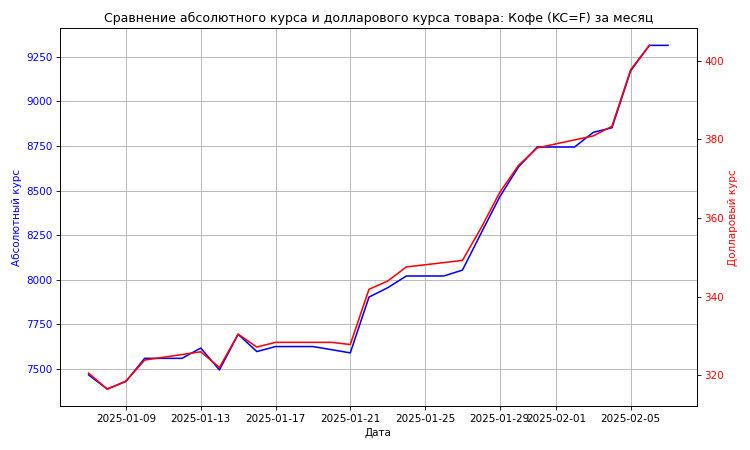 Сравнение абсолютного курса и долларового курса товара: Кофе (KC=F) за месяц
Абсолютный курс
9250
9000
8750
8500
8250
8000
7750
7500
400
380
360
340
320
Долларовый курс
2025-01-09 2025-01-13 2025-01-17 2025-01-21 2025-01-25 2025-01-29 2025-02-01 2025-02-05
Дата